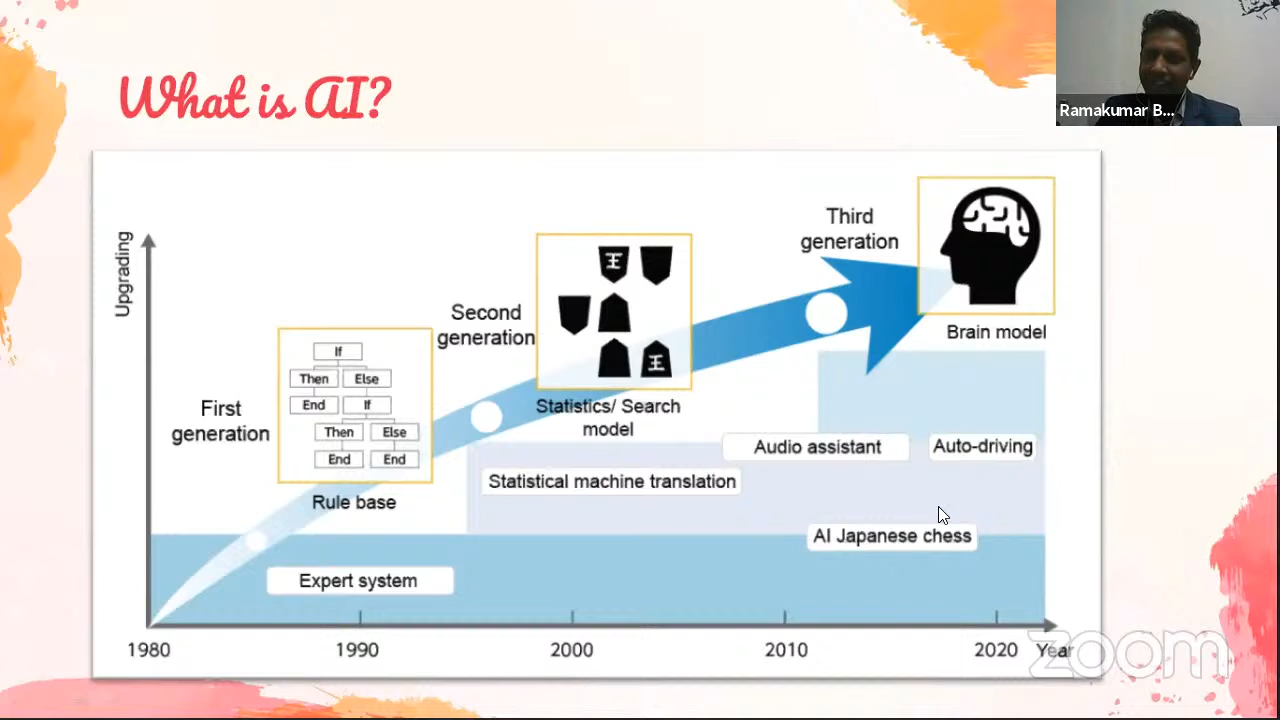 What is AI?
Ramakumar B...
Upgrading
Third
generation
Brain model
Second
generation
王
王
Statistics/ Search
model
First
generation
If
Then Else
End If
Then Else
End End
Rule base
Audio assistant
Auto-driving
Statistical machine translation
AI Japanese chess
Expert system
1980 1990 2000 2010 2020 Year
zoom